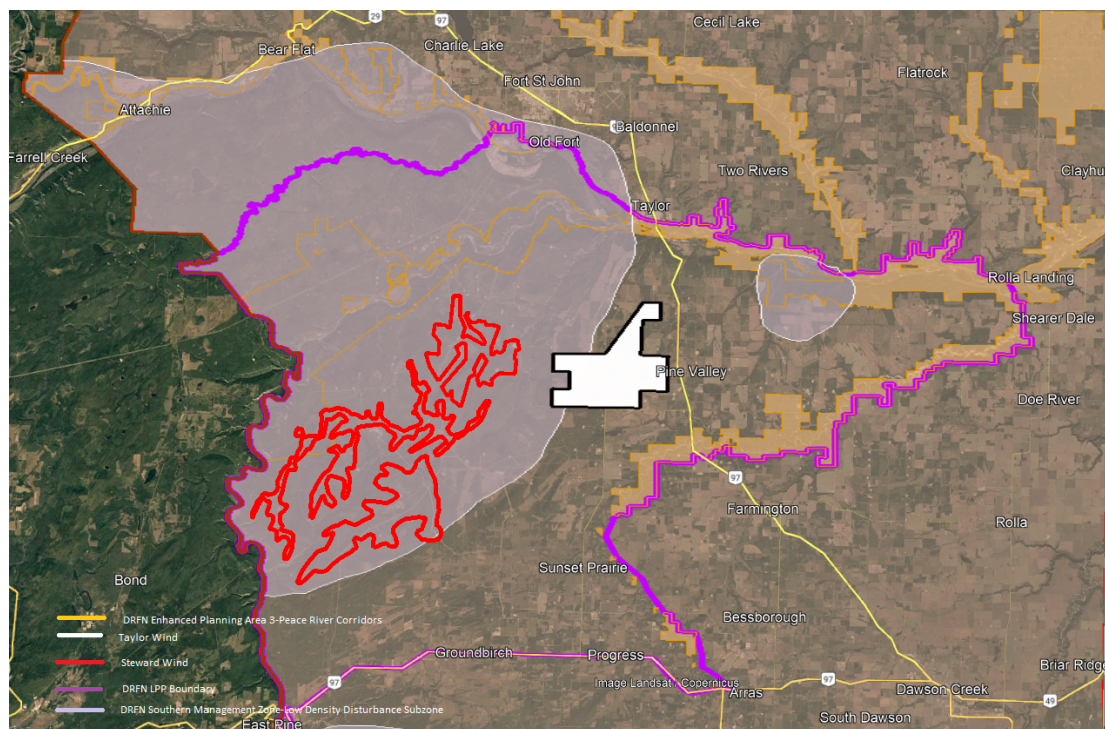 Cecil Lake
29
97
Charlie Lake
Bear Flat
Flatrock
Fort St John
Attachie
Baldonnel
Old Fort
Farrell Creek
Two Rivers
Clayhu
Taylor
Rolla Landing
Shearer Dale
Pine Valley
Doe River
97
Farmington
Rolla
Sunset Prairie
Bond
Bessborough
DRFN Enhanced Planning Area 3-Peace River Corridors
Taylor Wind
Steward Wind
Groundbirch
Progress
Briar Ridge
97
Image Landsat / Copernicus
97
DRFN LPP Boundary
Arras
Dawson Creek
49
DRFN Southern Management Zone-Low Density Disturbance Subzone
South Dawson
East Pine